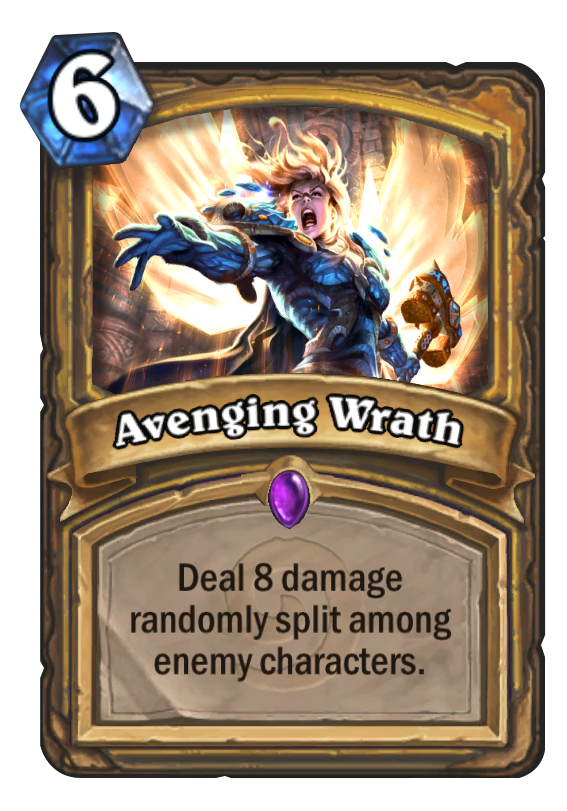 6
Avenging Wrath
Deal 8 damage
randomly split among
enemy characters.